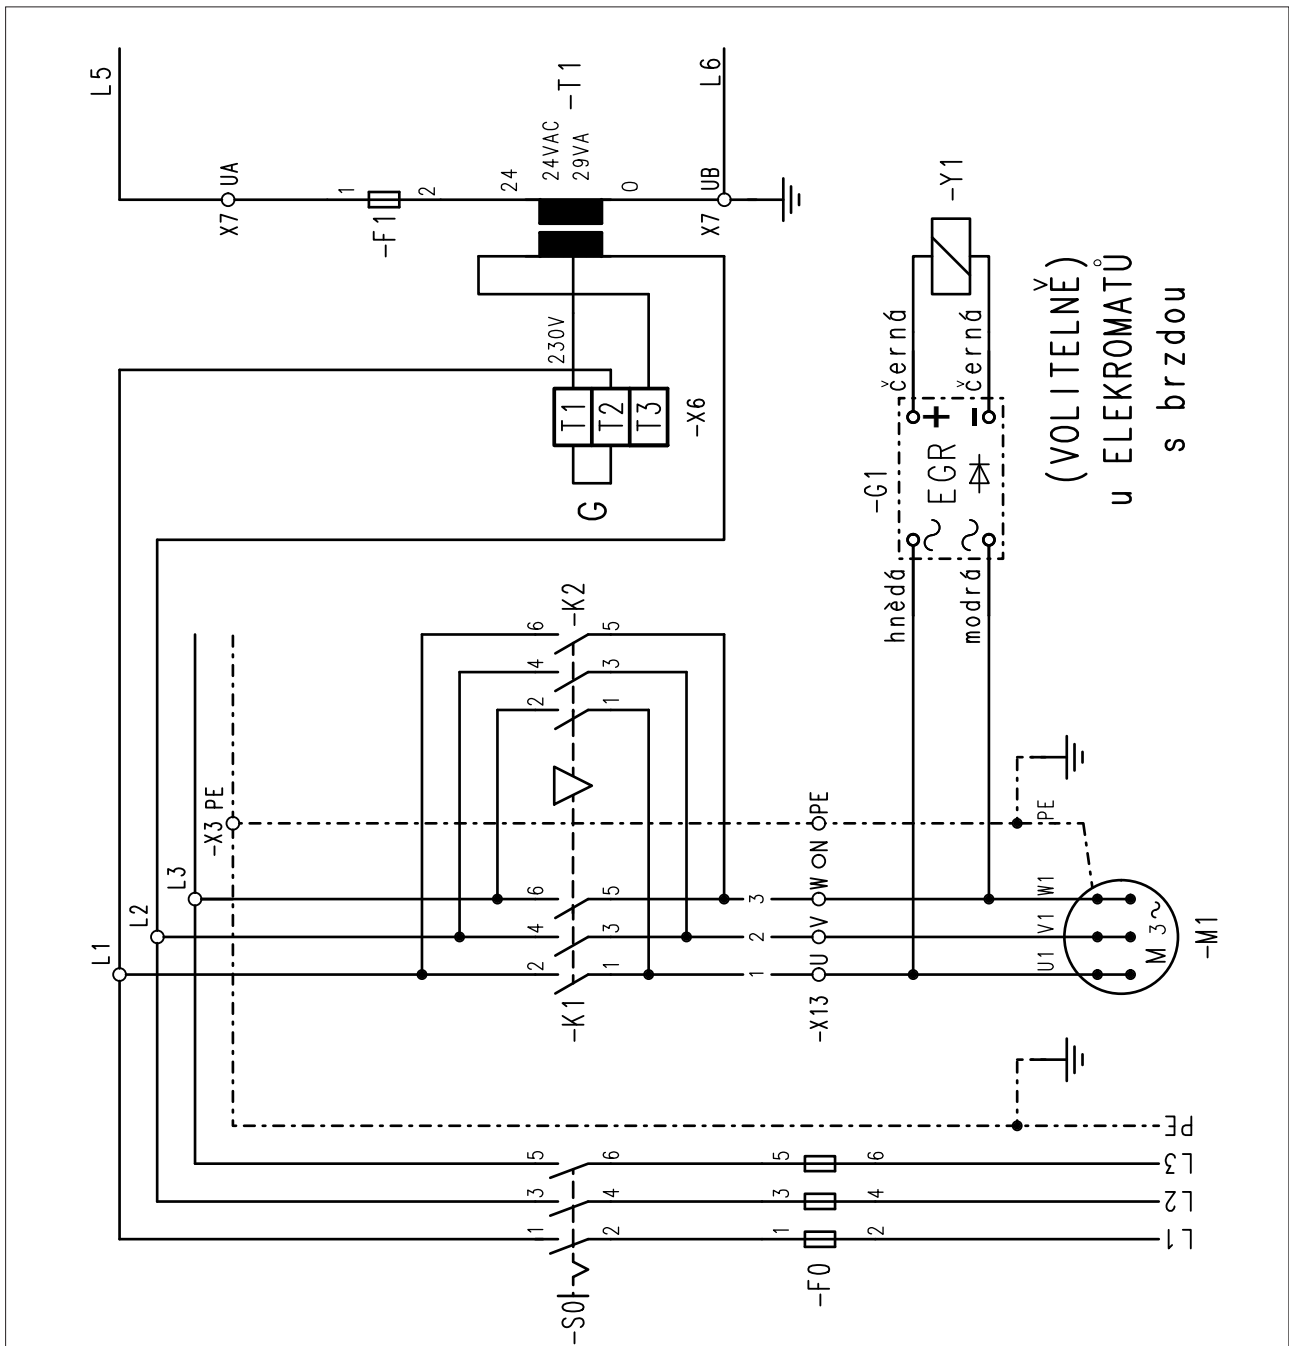 L1
L2
L3
PE
-F0
1
2
3
4
5
6
-S0
1
2
3
4
5
6
L1
L2
L3
-X3 PE
-K1
2
1
4
3
6
5
-K2
2
1
4
3
6
5
1
2
3
-X13
U
V
W
N
PE
U1
V1
W1
PE
M
3~
-M1
hnědá
modrá
-G1
EGR
+
-
~
~
černá
černá
-Y1
(VOLITELNĚ)
u ELEKROMATŮ
s brzdou
G
T1
T2
T3
-X6
230V
L5
X7
UA
1
2
-F1
24
24VAC
29VA
-T1
0
X7
UB
L6